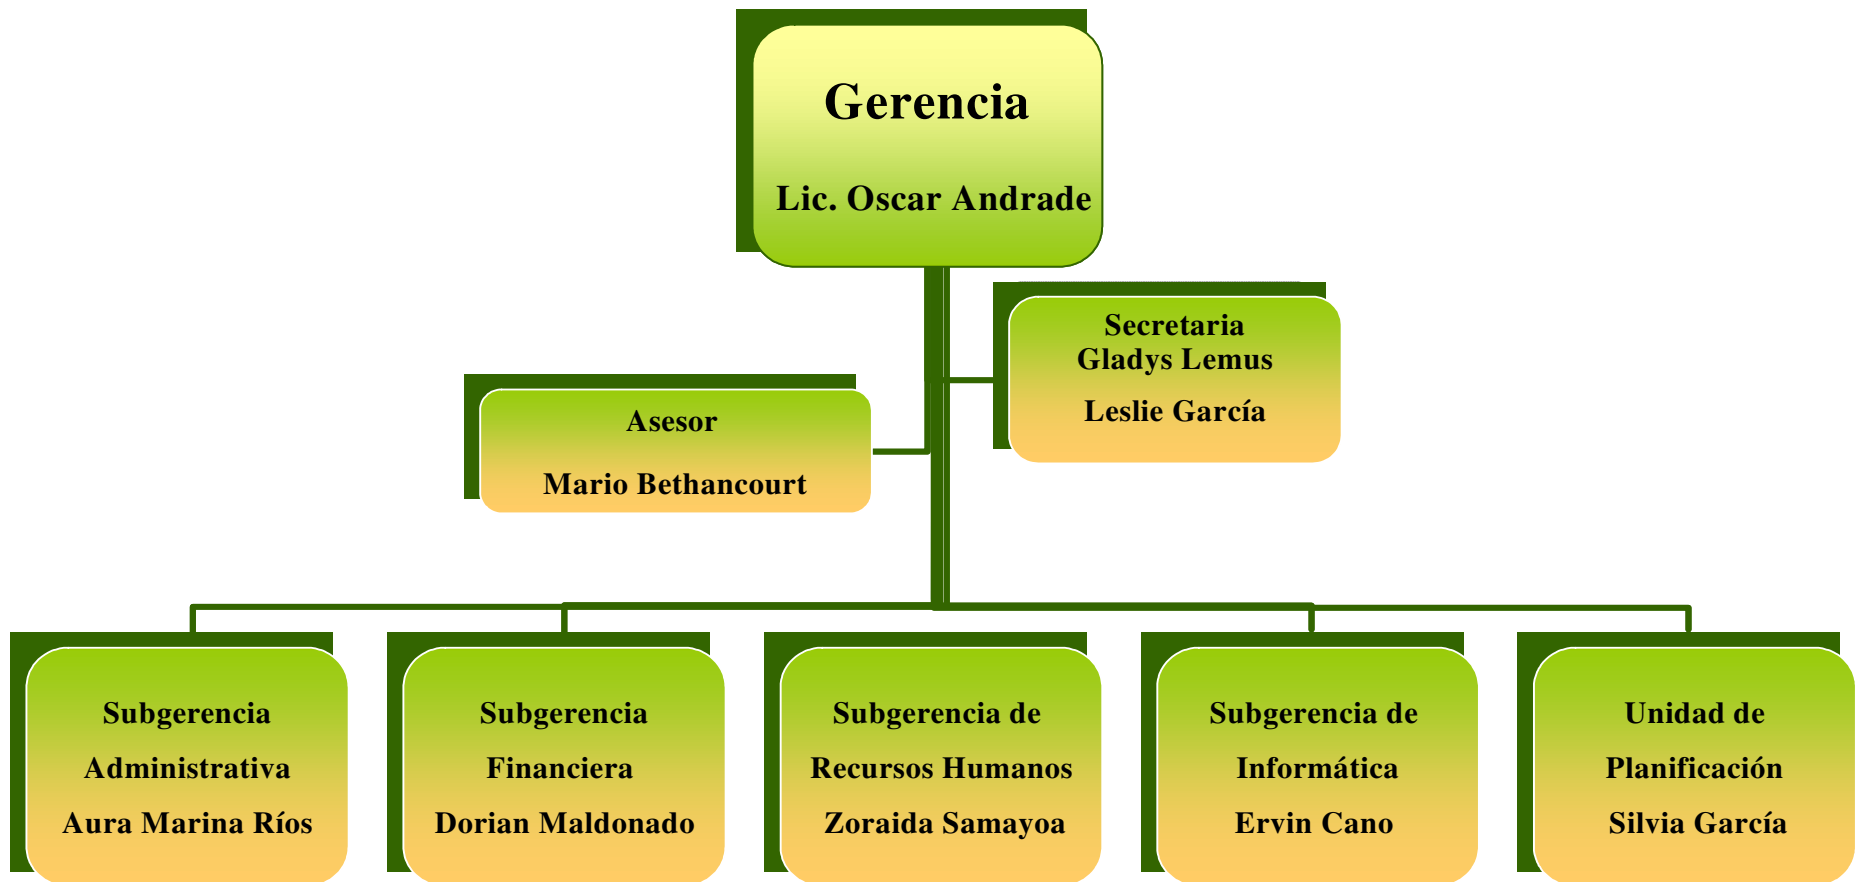 Gerencia
Lic. Oscar Andrade
Secretaria
Gladys Lemus
Leslie García
Asesor
Mario Bethancourt
Subgerencia
Administrativa
Aura Marina Ríos
Subgerencia
Financiera
Dorian Maldonado
Subgerencia de
Recursos Humanos
Zoraida Samayoa
Subgerencia de
Informática
Ervin Cano
Unidad de
Planificación
Silvia García